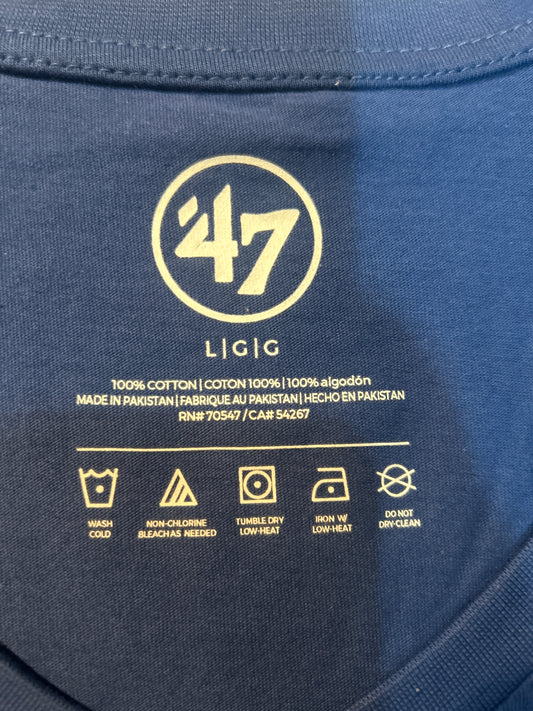 '47
L|G|G
100% COTTON | COTON 100% | 100% algodón
MADE IN PAKISTAN | FABRIQUE AU PAKISTAN | HECHO EN PAKISTAN
RN# 70547 / CA# 54267
WASH COLD
NON-CHLORINE BLEACH AS NEEDED
TUMBLE DRY LOW-HEAT
IRON W/ LOW-HEAT
DO NOT DRY-CLEAN